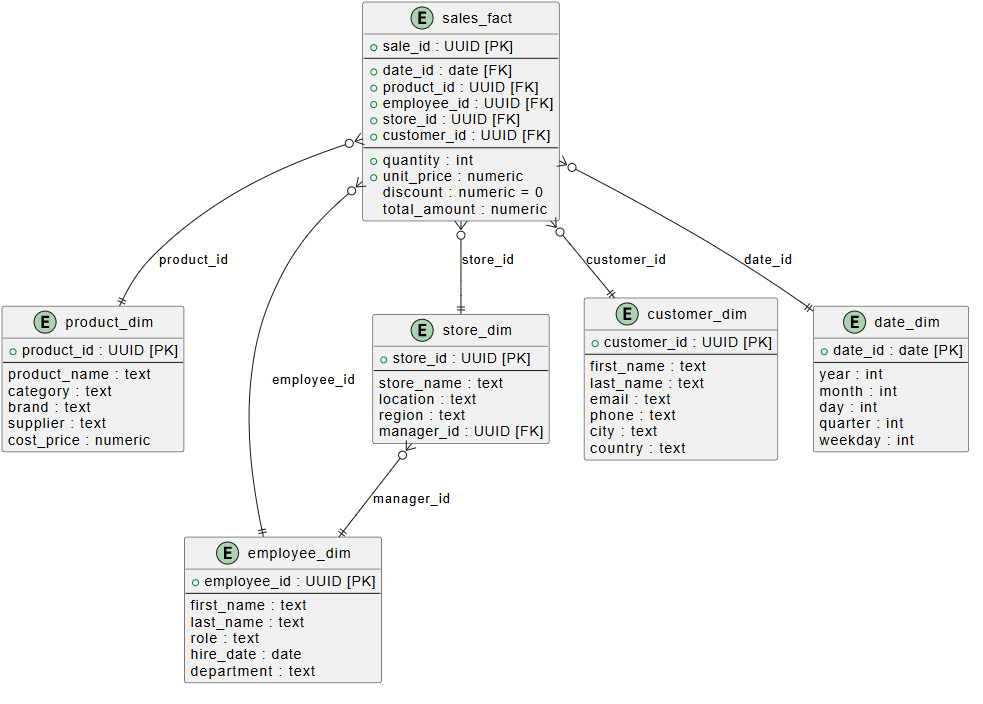 E sales_fact
sale_id : UUID [PK]
date_id : date [FK]
product_id : UUID [FK]
employee_id : UUID [FK]
store_id : UUID [FK]
customer_id : UUID [FK]
quantity : int
unit_price : numeric
discount : numeric = 0
total_amount : numeric
product_id
store_id
customer_id
date_id
employee_id
E product_dim
product_id : UUID [PK]
product_name : text
category : text
brand : text
supplier : text
cost_price : numeric
E store_dim
store_id : UUID [PK]
store_name : text
location : text
region : text
manager_id : UUID [FK]
E customer_dim
customer_id : UUID [PK]
first_name : text
last_name : text
email : text
phone : text
city : text
country : text
E date_dim
date_id : date [PK]
year : int
month : int
day : int
quarter : int
weekday : int
manager_id
E employee_dim
employee_id : UUID [PK]
first_name : text
last_name : text
role : text
hire_date : date
department : text